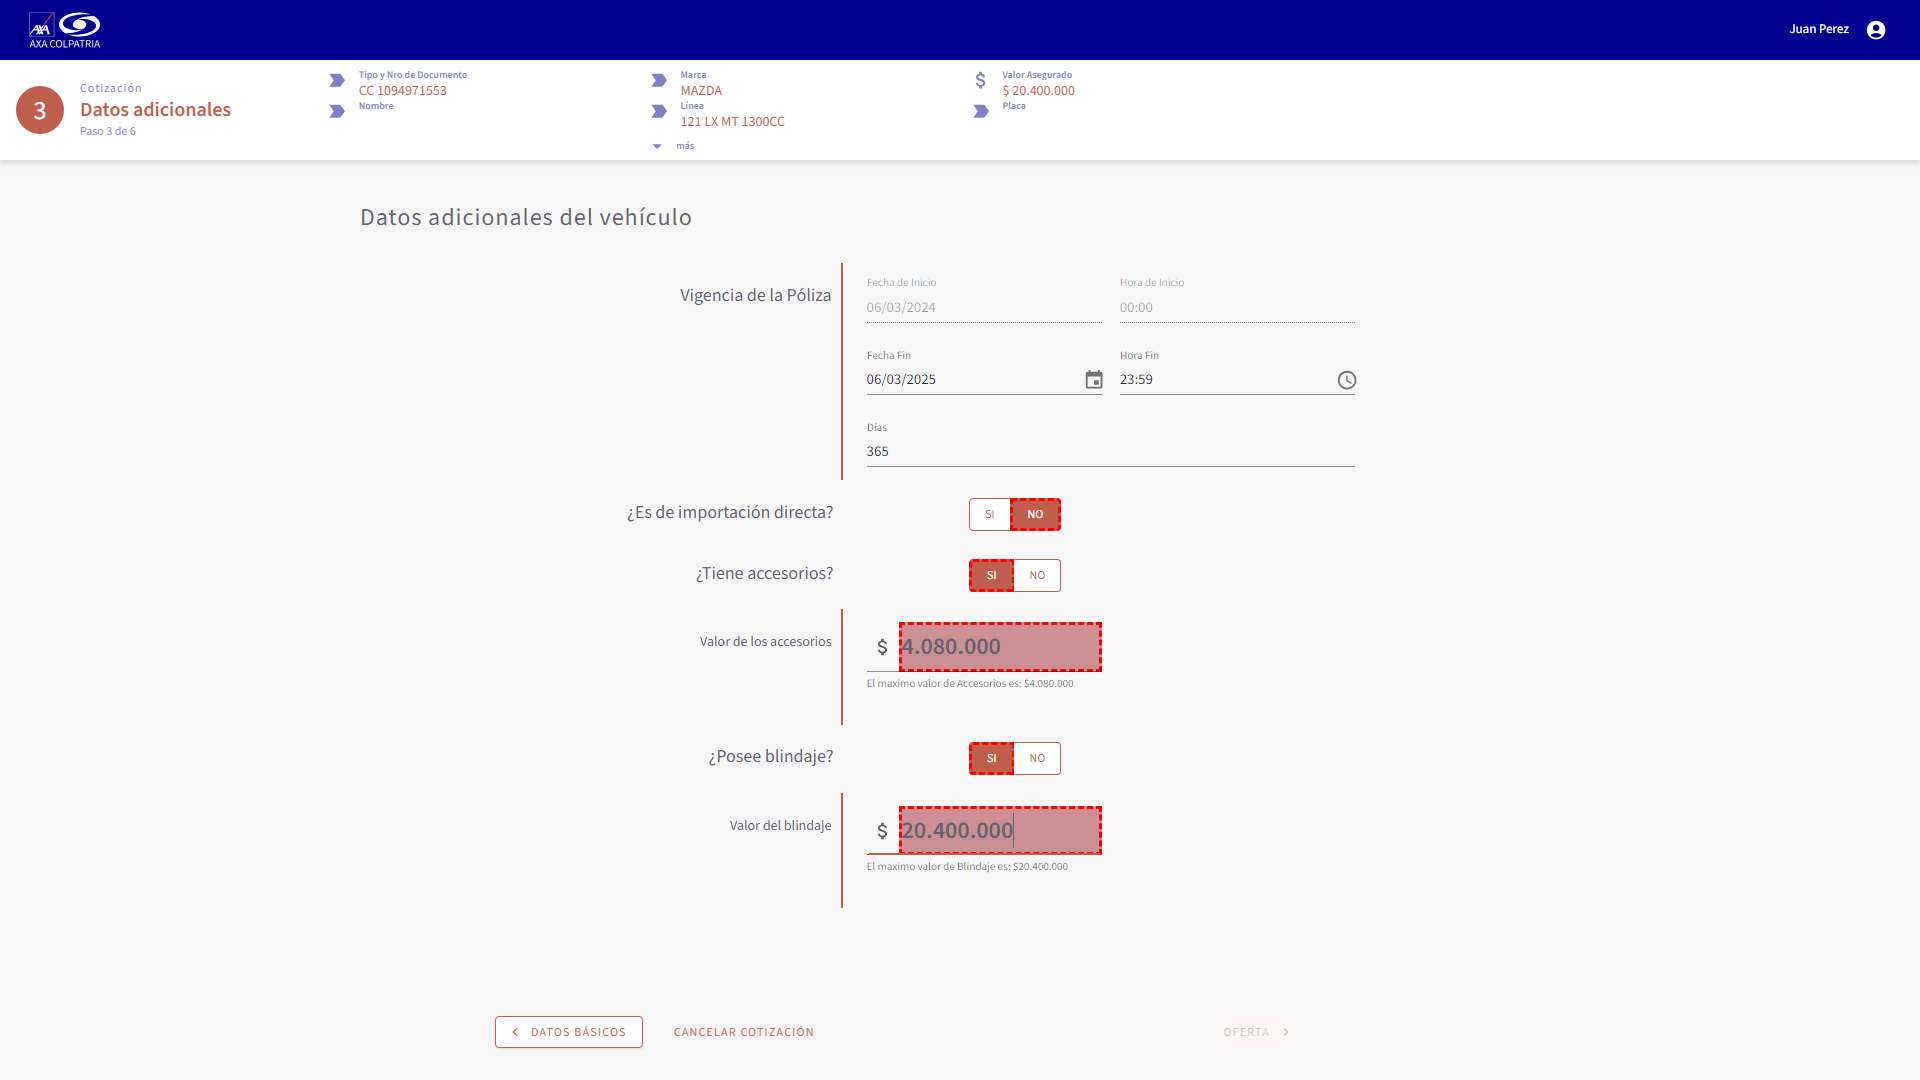 AXA
AXA COLPATRIA
Juan Perez
3
Cotización
Datos adicionales
Paso 3 de 6
Tipo y Nro de Documento
CC 1094971553
Nombre
Marca
MAZDA
Línea
121 LX MT 1300CC
más
$
Valor Asegurado
$ 20.400.000
Placa
Datos adicionales del vehículo
Vigencia de la Póliza
Fecha de Inicio
06/03/2024
Hora de Inicio
00:00
Fecha Fin
06/03/2025
Hora Fin
23:59
Días
365
¿Es de importación directa?
SI
NO
¿Tiene accesorios?
SI
NO
Valor de los accesorios
$ 4.080.000
El maximo valor de Accesorios es: $4.080.000
¿Posee blindaje?
SI
NO
Valor del blindaje
$ 20.400.000
El maximo valor de Blindaje es: $20.400.000
DATOS BÁSICOS
CANCELAR COTIZACIÓN
OFERTA